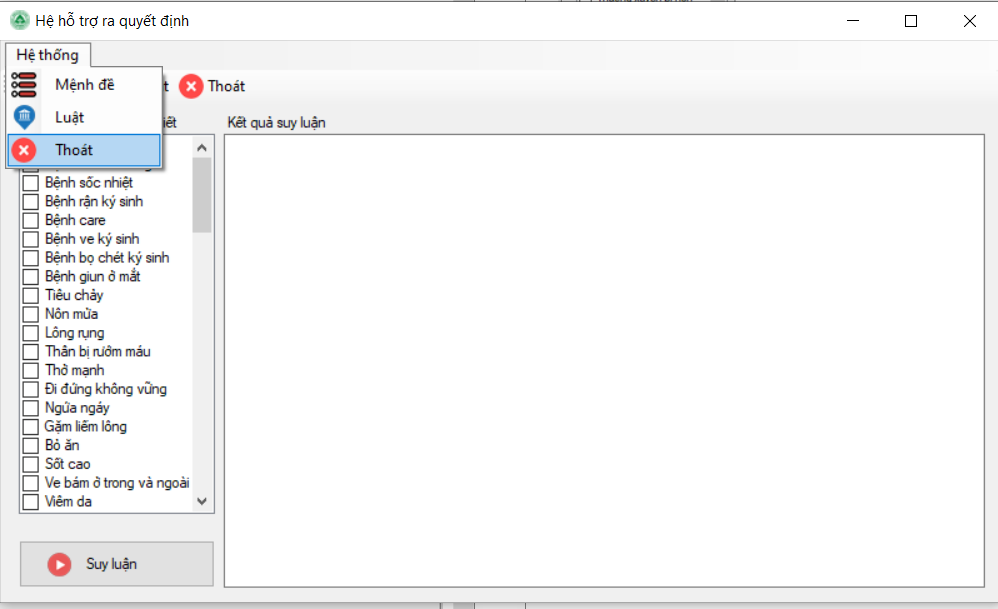 Hệ hỗ trợ ra quyết định
Hệ thống
Mệnh đề
Thoát
Luật
Kết quả suy luận
Thoát
Bệnh sốc nhiệt
Bệnh rận ký sinh
Bệnh care
Bệnh ve ký sinh
Bệnh bọ chét ký sinh
Bệnh giun ở mắt
Tiêu chảy
Nôn mửa
Lông rụng
Thân bị rướm máu
Thở mạnh
Đi đứng không vững
Ngứa ngáy
Gặm liếm lông
Bỏ ăn
Sốt cao
Ve bám ở trong và ngoài
Viêm da
Suy luận